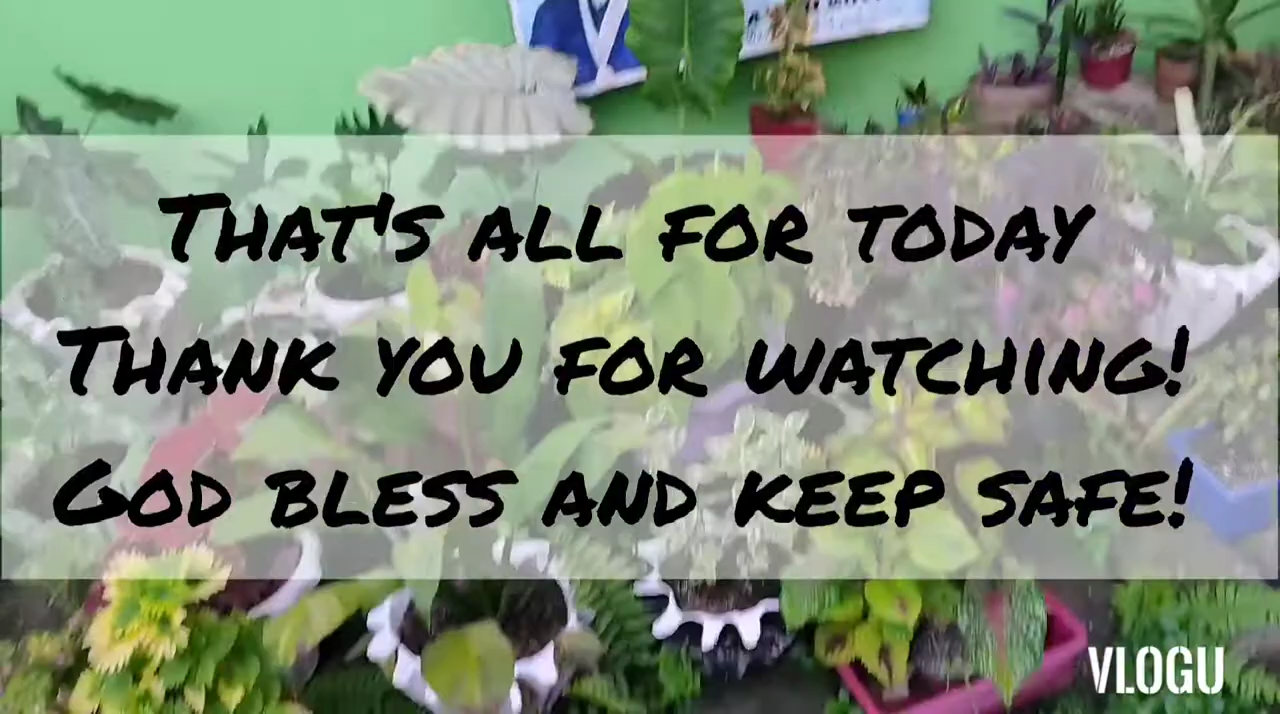 That's all for today
Thank you for watching!
God bless and keep safe!
VLOGU